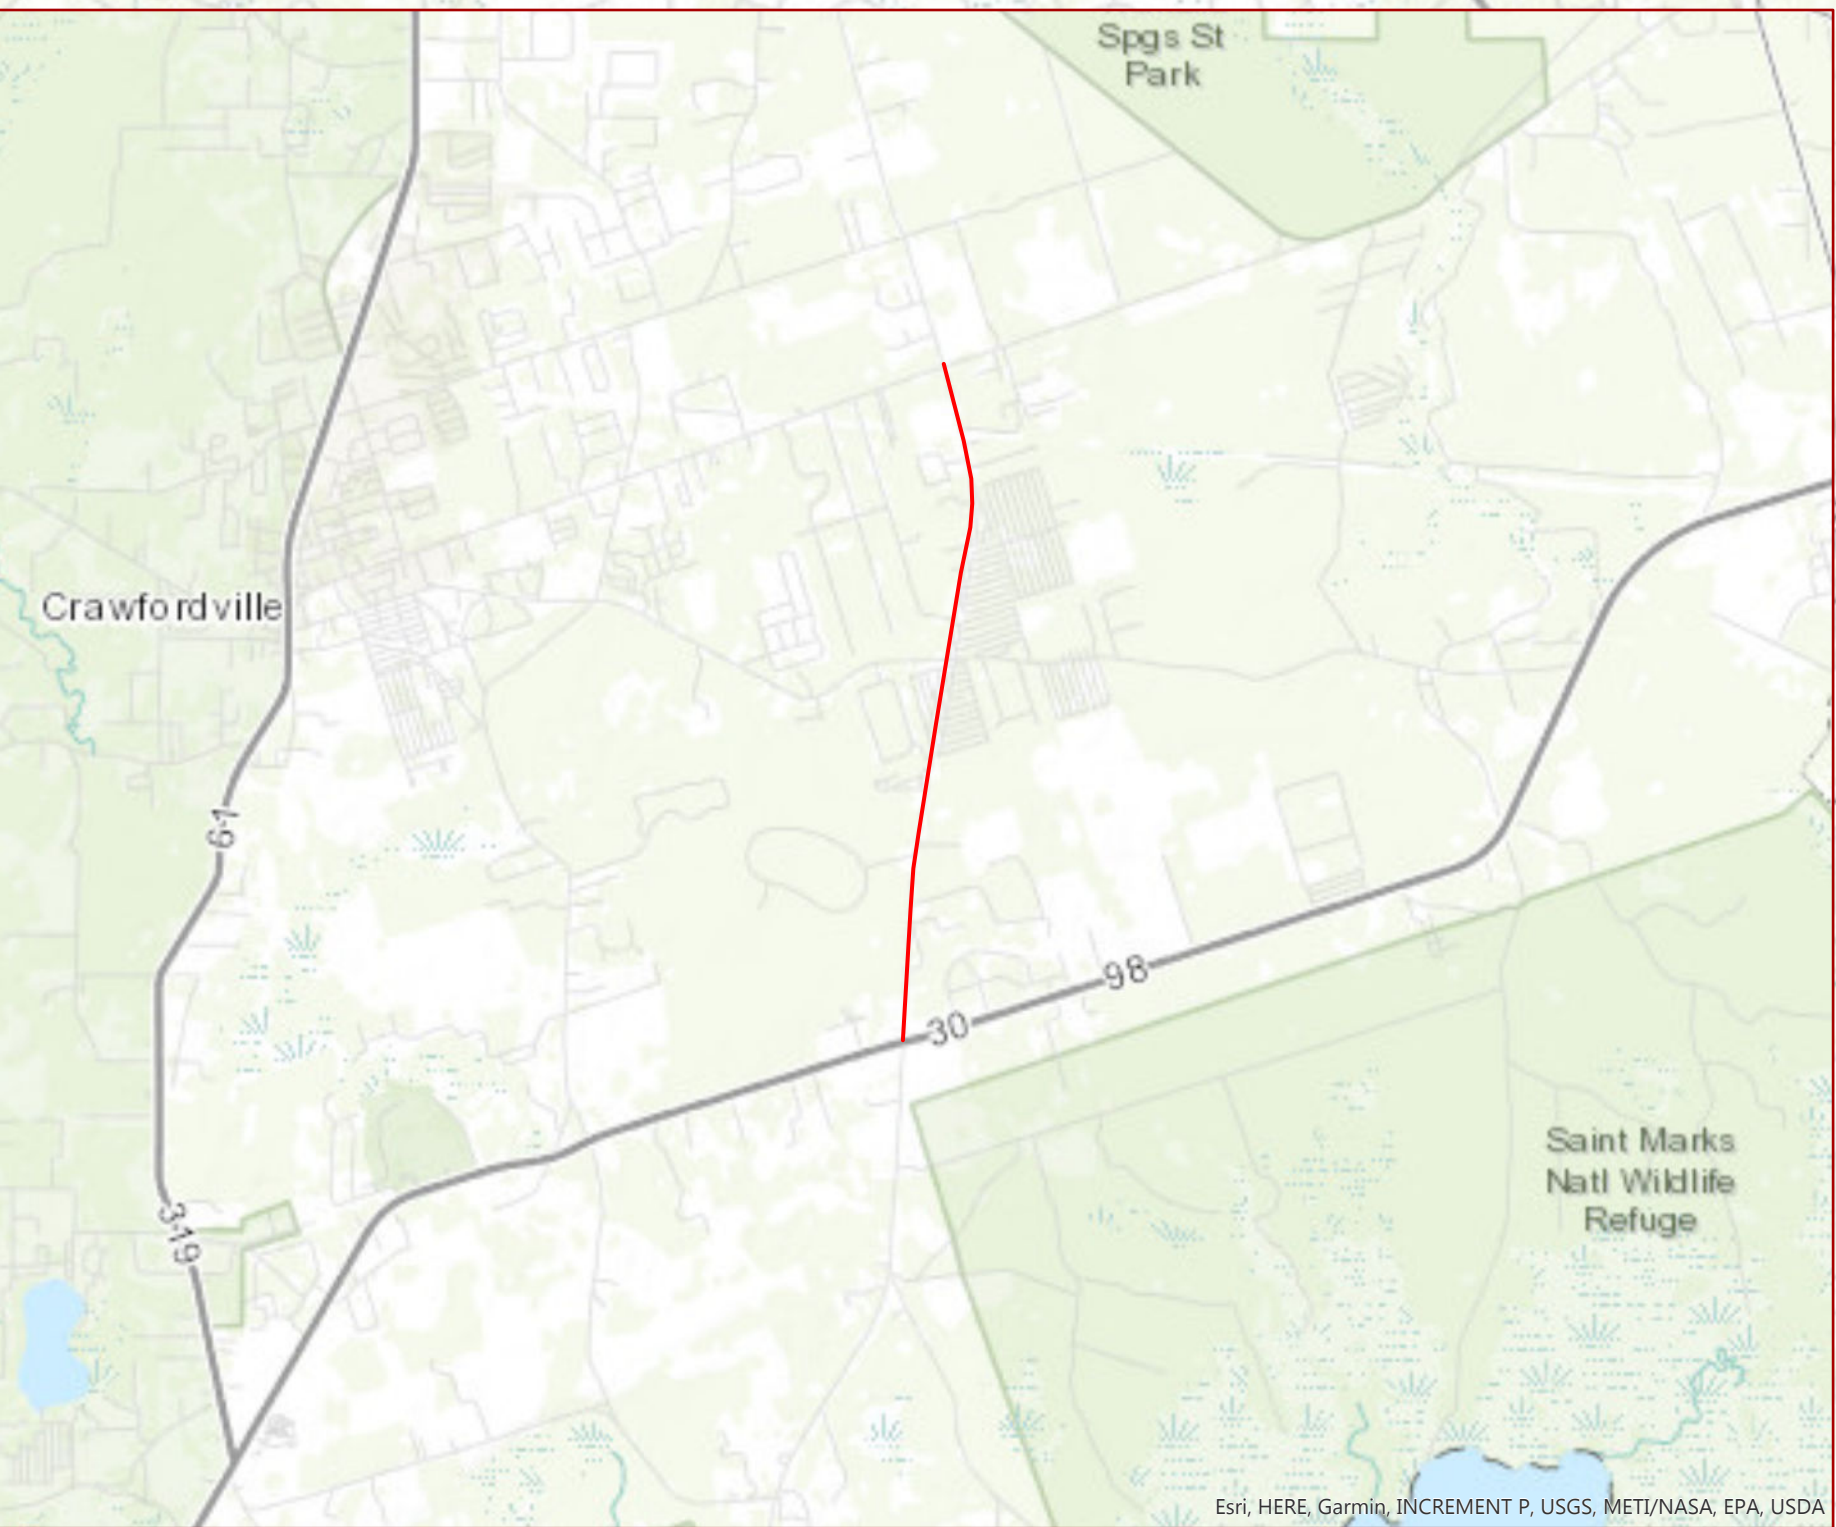 Spgs St
Park
Crawfordville
61
98
30
319
Saint Marks
Natl Wildlife
Refuge
Esri, HERE, Garmin, INCREMENT P, USGS, METI/NASA, EPA, USDA